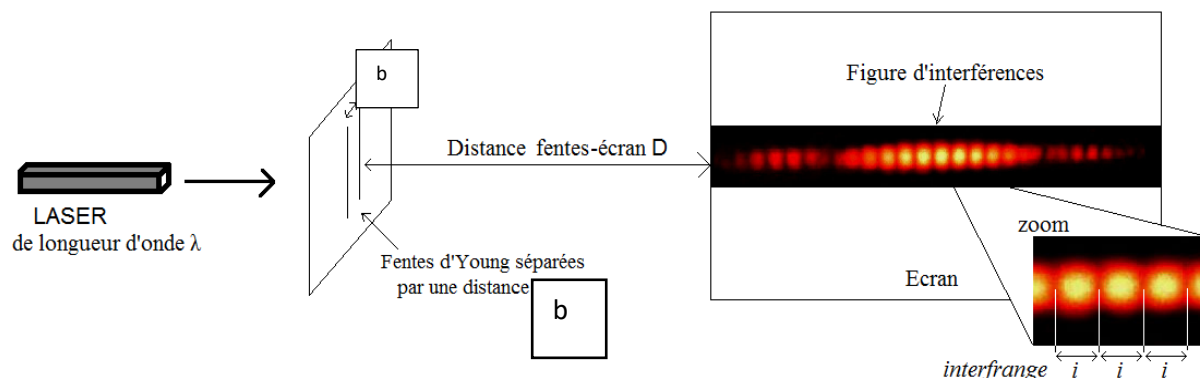 b
Figure d'interférences
Distance fentes-écran D
LASER
de longueur d'onde λ
Fentes d'Young séparées
par une distance
b
Ecran
zoom
interfrange i i i